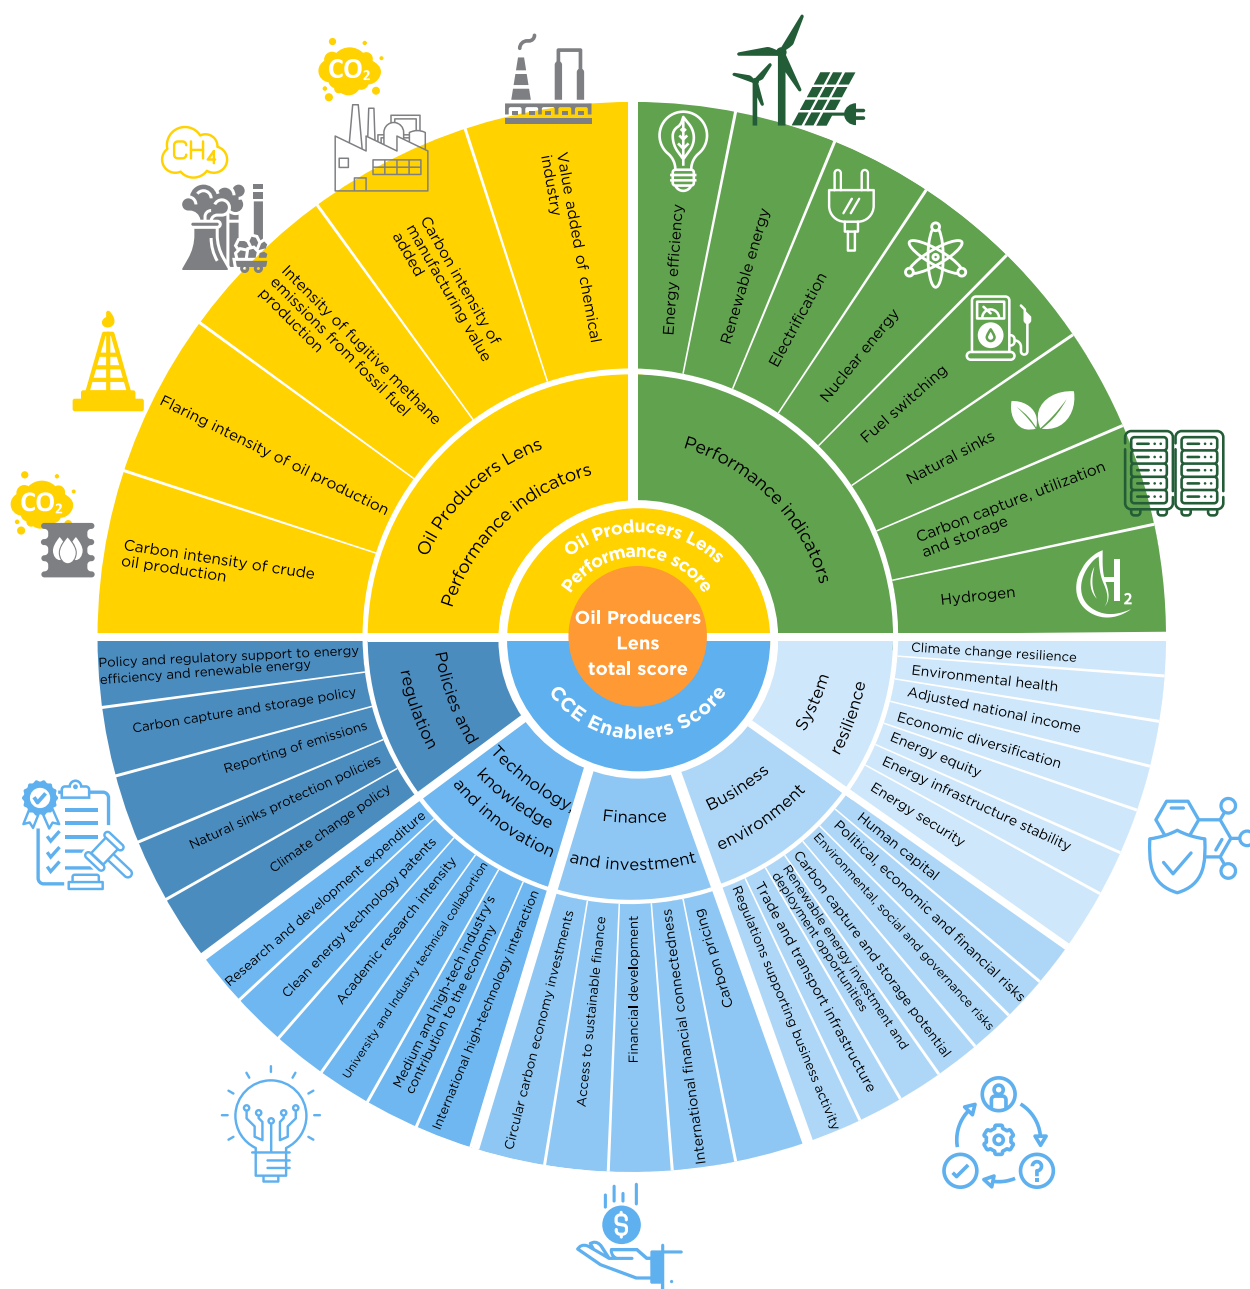 CO₂
CH₄
CO₂
Value added of chemical
industry
Carbon intensity of
manufacturing value
added
Intensity of fugitive methane
emissions from fossil fuel
production
Flaring intensity of oil production
Carbon intensity of crude
oil production
Oil Producers Lens
Performance indicators
Energy efficiency
Renewable energy
Electrification
Nuclear energy
Fuel switching
Natural sinks
Carbon capture, utilization
and storage
Hydrogen
H₂
Performance indicators
Oil Producers Lens
Performance score
Oil Producers
Lens
total score
CCE Enablers Score
Policies and
regulation
Policy and regulatory support to energy
efficiency and renewable energy
Carbon capture and storage policy
Reporting of emissions
Natural sinks protection policies
Climate change policy
Technology,
knowledge
and innovation
Research and development expenditure
Clean energy technology patents
Academic research intensity
University and Industry technical collabortion
Medium and high-tech industry's
contribution to the economy
International high-technology interaction
Finance
and investment
Circular carbon economy investments
Access to sustainable finance
Financial development
International financial connectedness
Carbon pricing
Business
environment
Regulations supporting business activity
Trade and transport infrastructure
Renewable energy investment and
deployment opportunities
Carbon capture and storage potential
Environmental, social and governance risks
Political, economic and financial risks
Human capital
System
resilience
Climate change resilience
Environmental health
Adjusted national income
Economic diversification
Energy equity
Energy infrastructure stability
Energy security
$
?